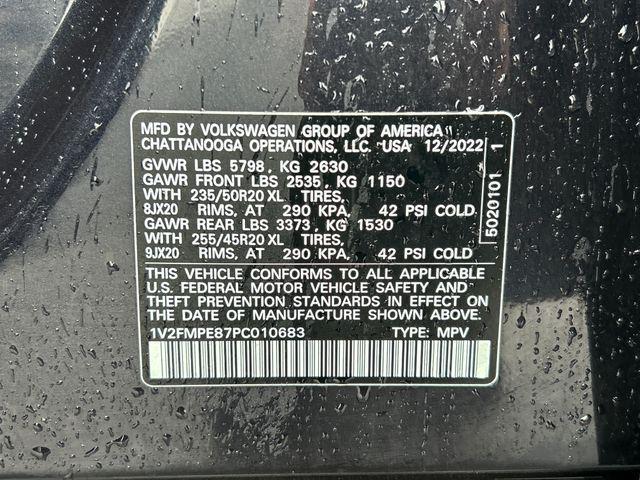 MFD BY VOLKSWAGEN GROUP OF AMERICA
CHATTANOOGA OPERATIONS, LLC. USA 12/2022
GVWR LBS 5798, KG 2630
GAWR FRONT LBS 2535, KG 1150
WITH 235/50R20 XL TIRES,
8JX20 RIMS, AT 290 KPA, 42 PSI COLD
GAWR REAR LBS 3373, KG 1530
WITH 255/45R20 XL TIRES,
9JX20 RIMS, AT 290 KPA, 42 PSI COLD
5020101 1
THIS VEHICLE CONFORMS TO ALL APPLICABLE
U.S. FEDERAL MOTOR VEHICLE SAFETY AND
THEFT PREVENTION STANDARDS IN EFFECT ON
THE DATE OF MANUFACTURE SHOWN ABOVE.
1V2FMPE87PC010683 TYPE: MPV